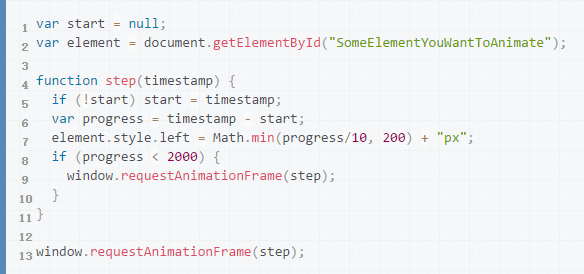 1 var start = null;
2 var element = document.getElementById("SomeElementYouWantToAnimate");
3
4 function step(timestamp) {
5   if (!start) start = timestamp;
6   var progress = timestamp - start;
7   element.style.left = Math.min(progress/10, 200) + "px";
8   if (progress < 2000) {
9     window.requestAnimationFrame(step);
10   }
11 }
12
13 window.requestAnimationFrame(step);